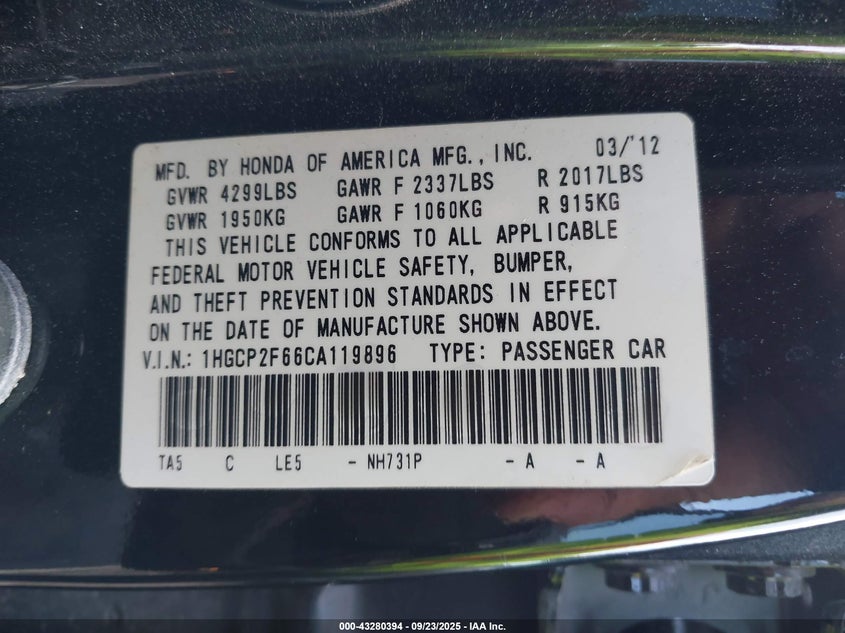 MFD. BY HONDA OF AMERICA MFG., INC. 03/'12
GVWR 4299LBS GAWR F 2337LBS R 2017LBS
GVWR 1950KG GAWR F 1060KG R 915KG
THIS VEHICLE CONFORMS TO ALL APPLICABLE
FEDERAL MOTOR VEHICLE SAFETY, BUMPER,
AND THEFT PREVENTION STANDARDS IN EFFECT
ON THE DATE OF MANUFACTURE SHOWN ABOVE.
V.I.N.: 1HGCP2F66CA119896 TYPE: PASSENGER CAR
TA5 C LE5 - NH731P - A - A
000-43280394 - 09/23/2025 - IAA Inc.